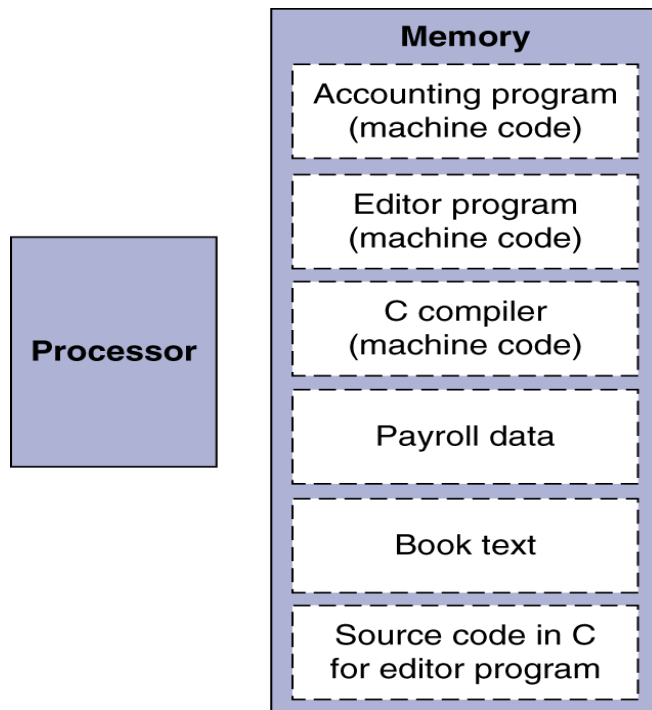 Memory
Accounting program
(machine code)
Editor program
(machine code)
C compiler
(machine code)
Processor
Payroll data
Book text
Source code in C
for editor program